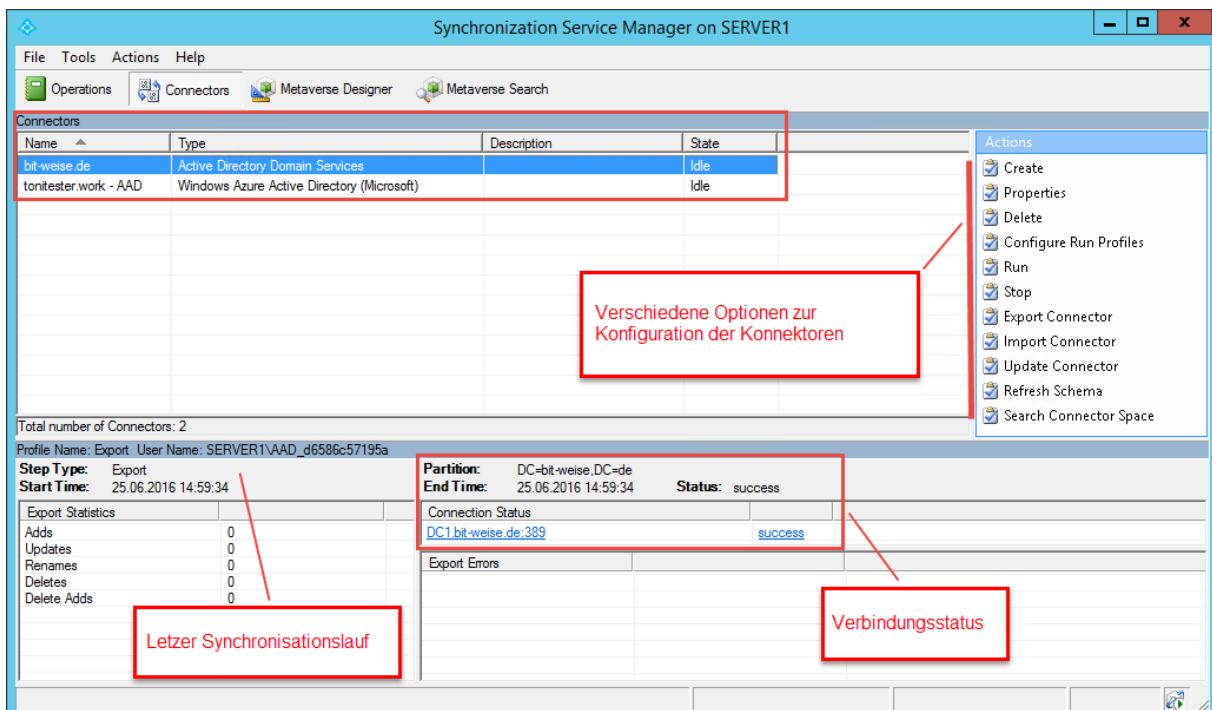 Synchronization Service Manager on SERVER1
File Tools Actions Help
Operations Connectors Metaverse Designer Metaverse Search
Connectors
Name Type Description State
bit-weise.de Active Directory Domain Services Idle
tonitester.work - AAD Windows Azure Active Directory (Microsoft) Idle
Total number of Connectors: 2
Actions
Create
Properties
Delete
Configure Run Profiles
Run
Stop
Export Connector
Import Connector
Update Connector
Refresh Schema
Search Connector Space
Verschiedene Optionen zur
Konfiguration der Konnektoren
Profile Name: Export User Name: SERVER1\AAD_d6586c57195a
Step Type: Export
Start Time: 25.06.2016 14:59:34
Partition: DC=bit-weise,DC=de
End Time: 25.06.2016 14:59:34 Status: success
Export Statistics
Adds 0
Updates 0
Renames 0
Deletes 0
Delete Adds 0
Connection Status
DC1.bit-weise.de:389 success
Export Errors
Letzer Synchronisationslauf
Verbindungsstatus